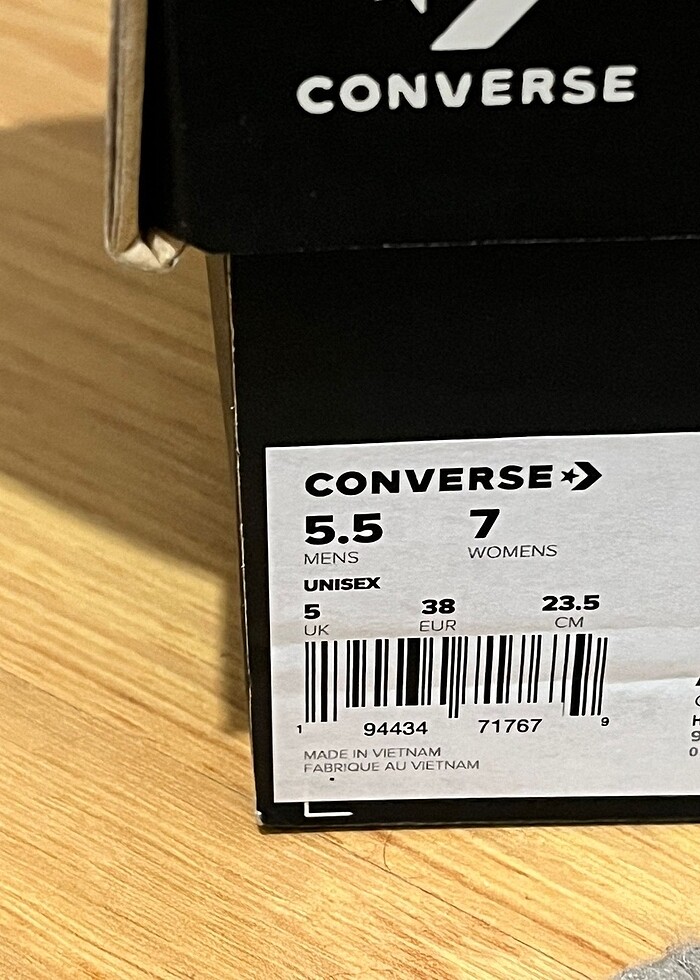 CONVERSE
CONVERSE
5.5 7
MENS WOMENS
UNISEX
5 38 23.5
UK EUR CM
1 94434 71767 9
MADE IN VIETNAM
FABRIQUE AU VIETNAM